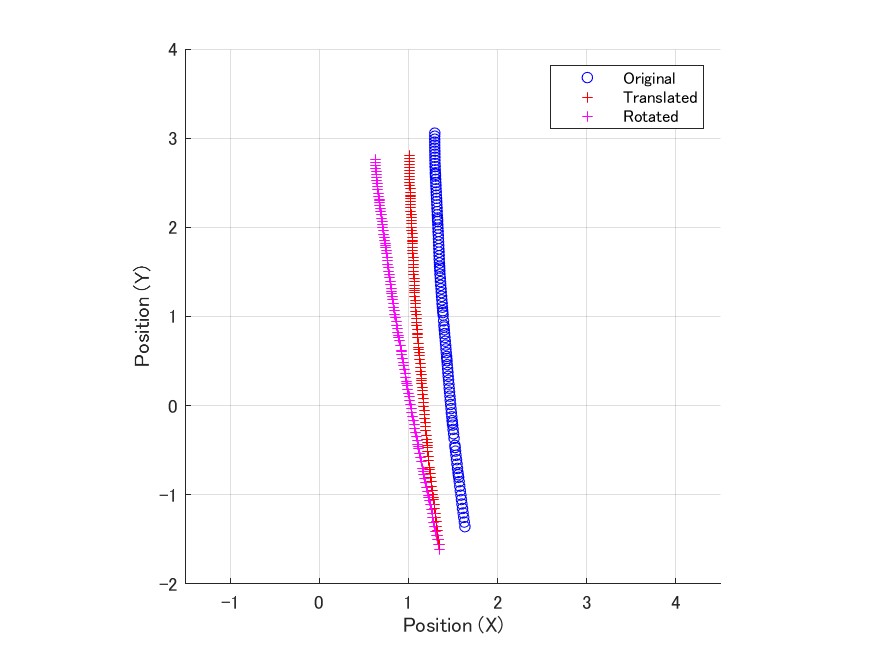 4
3
2
1
0
−1
−2
−1
0
1
2
3
4
Position (X)
Position (Y)
Original
Translated
Rotated